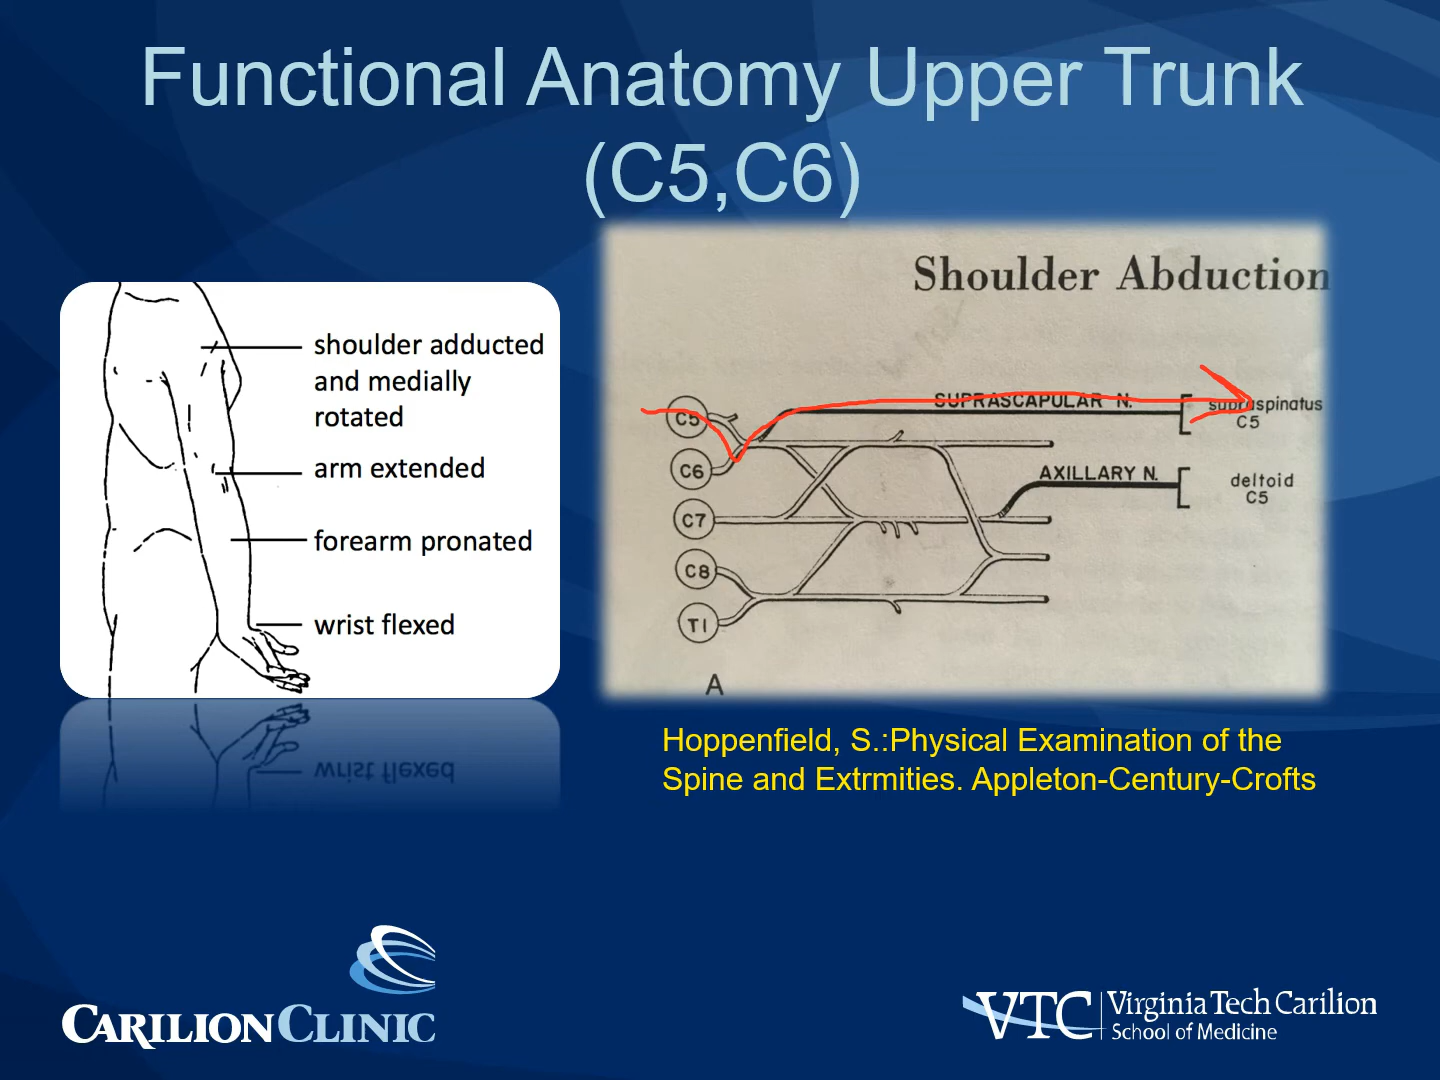 Functional Anatomy Upper Trunk
(C5,C6)
shoulder adducted
and medially
rotated
arm extended
forearm pronated
wrist flexed
Shoulder Abduction
C5
SUPRASCAPULAR N.
supraspinatus
C5
C6
AXILLARY N.
deltoid
C5
C7
C8
T1
A
wrist flexed
Hoppenfield, S.:Physical Examination of the
Spine and Extrmities. Appleton-Century-Crofts
CARILION CLINIC
VTC Virginia Tech Carilion
School of Medicine